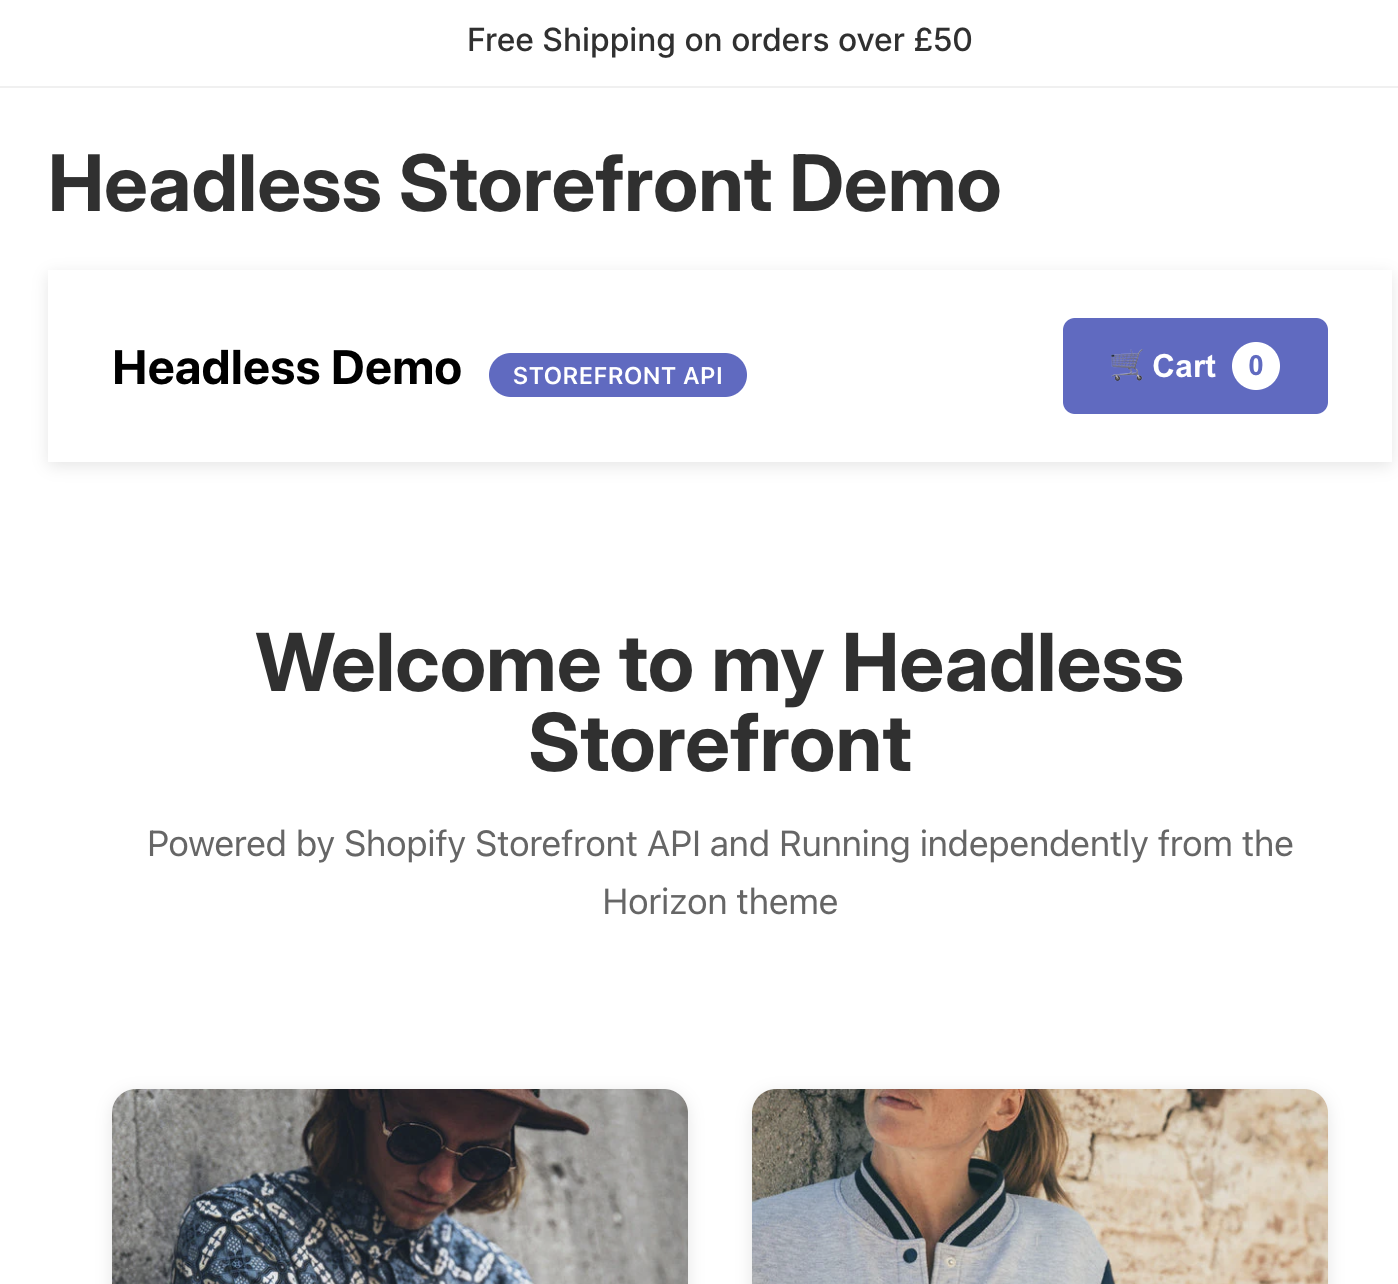 Free Shipping on orders over £50
Headless Storefront Demo
Headless Demo STOREFRONT API
Cart 0
Welcome to my Headless
Storefront
Powered by Shopify Storefront API and Running independently from the
Horizon theme